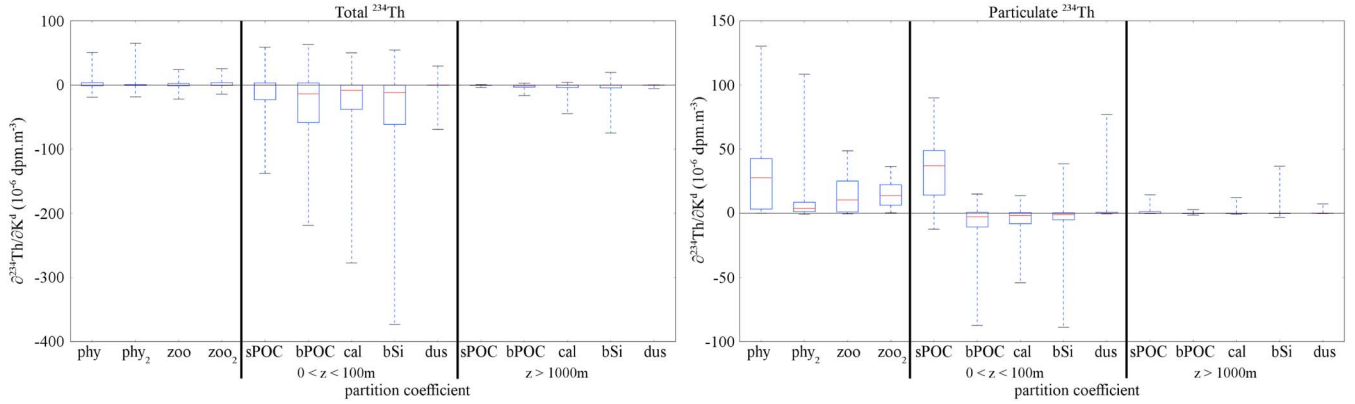 Total ²³⁴Th
100
0
-100
-200
-300
-400
∂²³⁴Th/∂Kᵈ (10⁻⁶ dpm.m⁻³)
phy phy₂ zoo zoo₂ sPOC bPOC cal bSi dus sPOC bPOC cal bSi dus
0 < z < 100m z > 1000m
partition coefficient
Particulate ²³⁴Th
150
100
50
0
-50
-100
∂²³⁴Th/∂Kᵈ (10⁻⁶ dpm.m⁻³)
phy phy₂ zoo zoo₂ sPOC bPOC cal bSi dus sPOC bPOC cal bSi dus
0 < z < 100m z > 1000m
partition coefficient